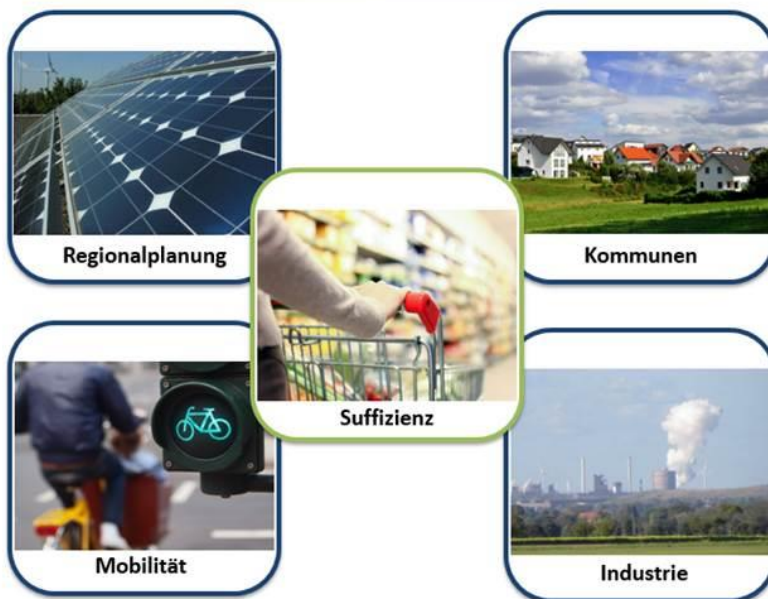 Regionalplanung
Kommunen
Suffizienz
Mobilität
Industrie